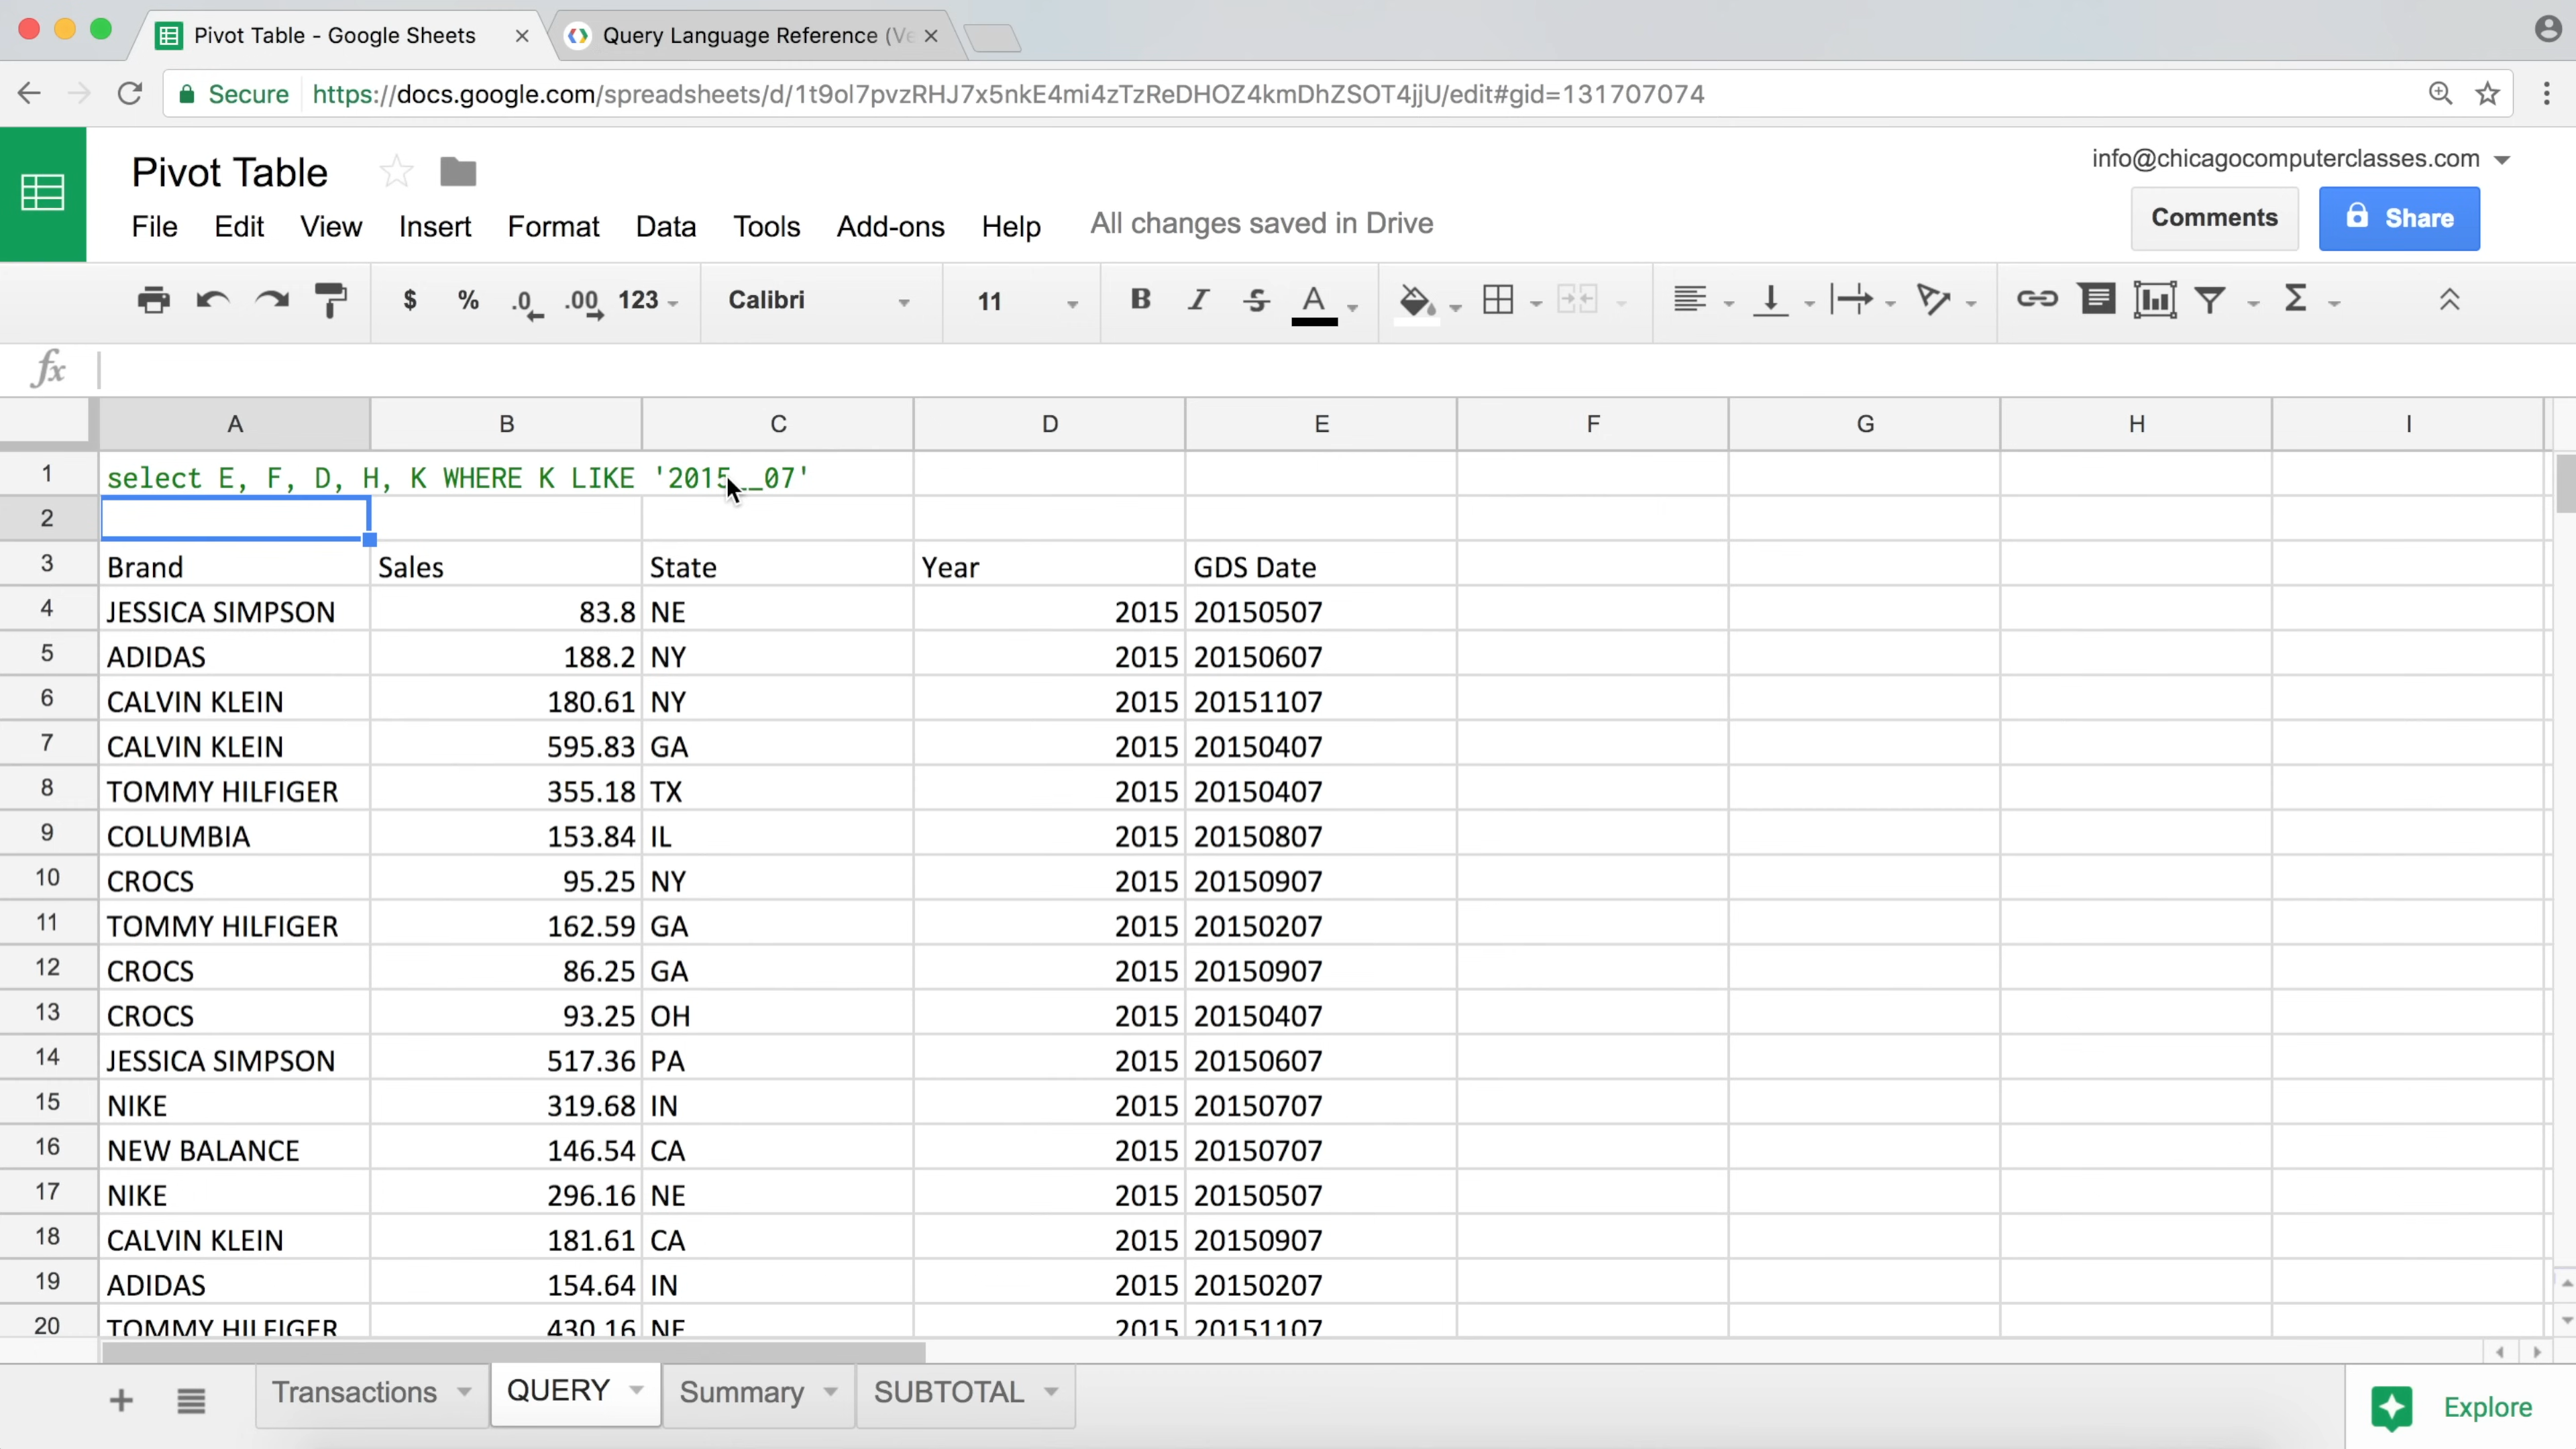 Pivot Table - Google Sheets
Query Language Reference (Ve
Secure https://docs.google.com/spreadsheets/d/1t9ol7pvzRHJ7x5nkE4mi4zTzReDHOZ4kmDhZSOT4jjU/edit#gid=131707074
Pivot Table
info@chicagocomputerclasses.com
File Edit View Insert Format Data Tools Add-ons Help All changes saved in Drive
Comments Share
$ % .0 .00 123 Calibri 11 B I S A Σ
fx
A B C D E F G H I
1 select E, F, D, H, K WHERE K LIKE '2015__07'
2
3 Brand Sales State Year GDS Date
4 JESSICA SIMPSON 83.8 NE 2015 20150507
5 ADIDAS 188.2 NY 2015 20150607
6 CALVIN KLEIN 180.61 NY 2015 20151107
7 CALVIN KLEIN 595.83 GA 2015 20150407
8 TOMMY HILFIGER 355.18 TX 2015 20150407
9 COLUMBIA 153.84 IL 2015 20150807
10 CROCS 95.25 NY 2015 20150907
11 TOMMY HILFIGER 162.59 GA 2015 20150207
12 CROCS 86.25 GA 2015 20150907
13 CROCS 93.25 OH 2015 20150407
14 JESSICA SIMPSON 517.36 PA 2015 20150607
15 NIKE 319.68 IN 2015 20150707
16 NEW BALANCE 146.54 CA 2015 20150707
17 NIKE 296.16 NE 2015 20150507
18 CALVIN KLEIN 181.61 CA 2015 20150907
19 ADIDAS 154.64 IN 2015 20150207
20 TOMMY HILFIGER 430.16 NE 2015 20151107
Transactions QUERY Summary SUBTOTAL Explore